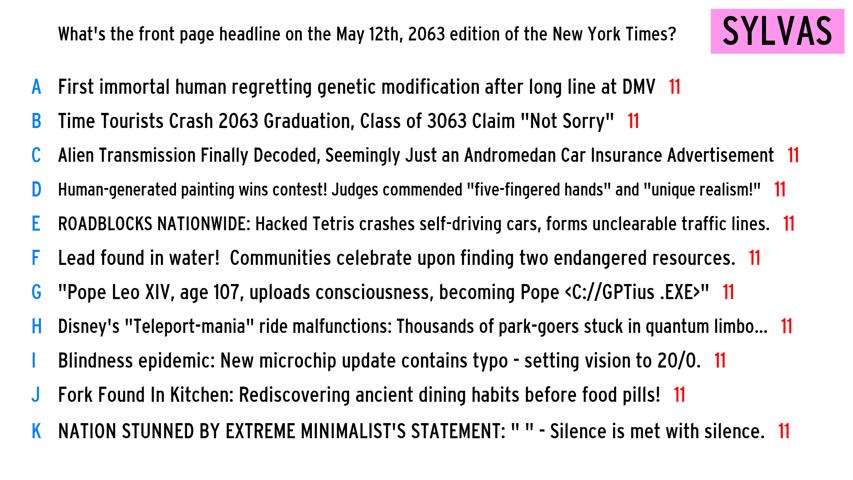 What's the front page headline on the May 12th, 2063 edition of the New York Times?
SYLVAS
A First immortal human regretting genetic modification after long line at DMV 11
B Time Tourists Crash 2063 Graduation, Class of 3063 Claim "Not Sorry" 11
C Alien Transmission Finally Decoded, Seemingly Just an Andromedan Car Insurance Advertisement 11
D Human-generated painting wins contest! Judges commended "five-fingered hands" and "unique realism!" 11
E ROADBLOCKS NATIONWIDE: Hacked Tetris crashes self-driving cars, forms unclearable traffic lines. 11
F Lead found in water!  Communities celebrate upon finding two endangered resources. 11
G "Pope Leo XIV, age 107, uploads consciousness, becoming Pope <C://GPTius .EXE>" 11
H Disney's "Teleport-mania" ride malfunctions: Thousands of park-goers stuck in quantum limbo... 11
I Blindness epidemic: New microchip update contains typo - setting vision to 20/0. 11
J Fork Found In Kitchen: Rediscovering ancient dining habits before food pills! 11
K NATION STUNNED BY EXTREME MINIMALIST'S STATEMENT: " " - Silence is met with silence. 11